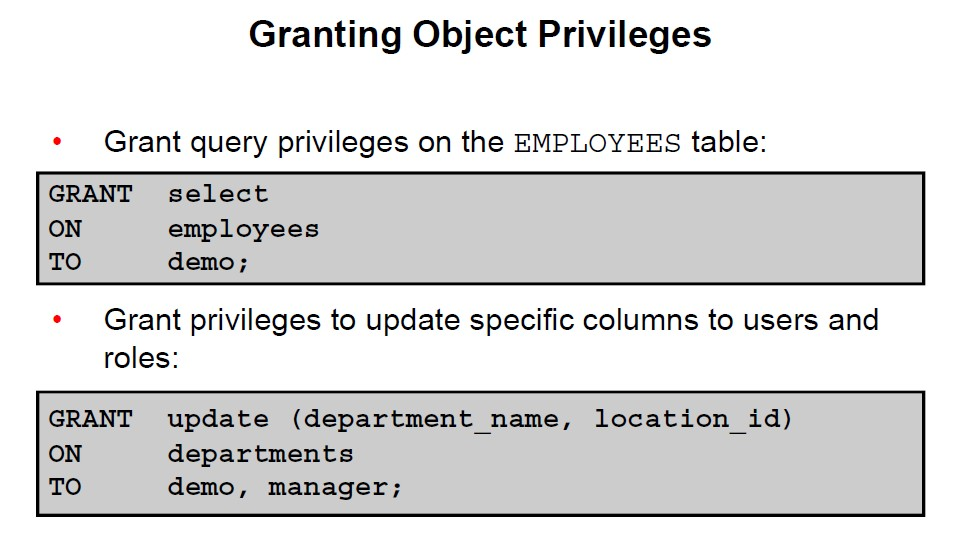 Granting Object Privileges
• Grant query privileges on the EMPLOYEES table:
GRANT select
ON employees
TO demo;
• Grant privileges to update specific columns to users and
roles:
GRANT update (department_name, location_id)
ON departments
TO demo, manager;